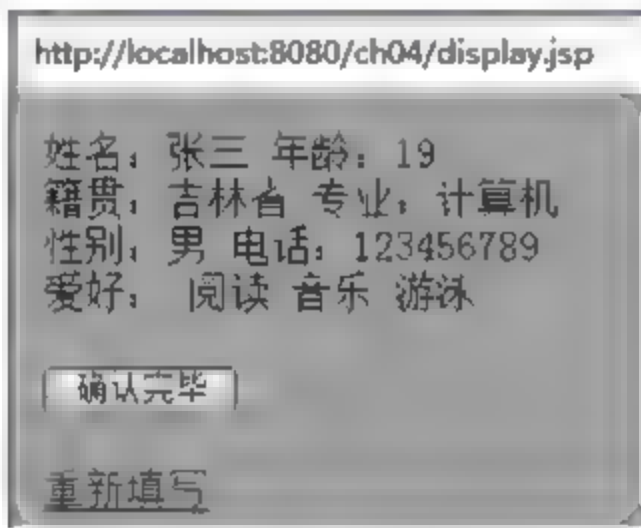 http://localhost:8080/ch04/display.jsp
姓名：张三 年龄：19
籍贯：吉林省 专业：计算机
性别：男 电话：123456789
爱好： 阅读 音乐 游泳
确认完毕
重新填写